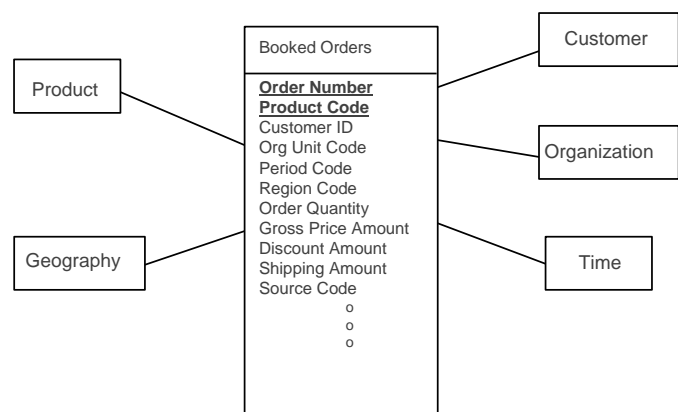 Product
Geography
Booked Orders
Order Number
Product Code
Customer ID
Org Unit Code
Period Code
Region Code
Order Quantity
Gross Price Amount
Discount Amount
Shipping Amount
Source Code
o
o
o
Customer
Organization
Time